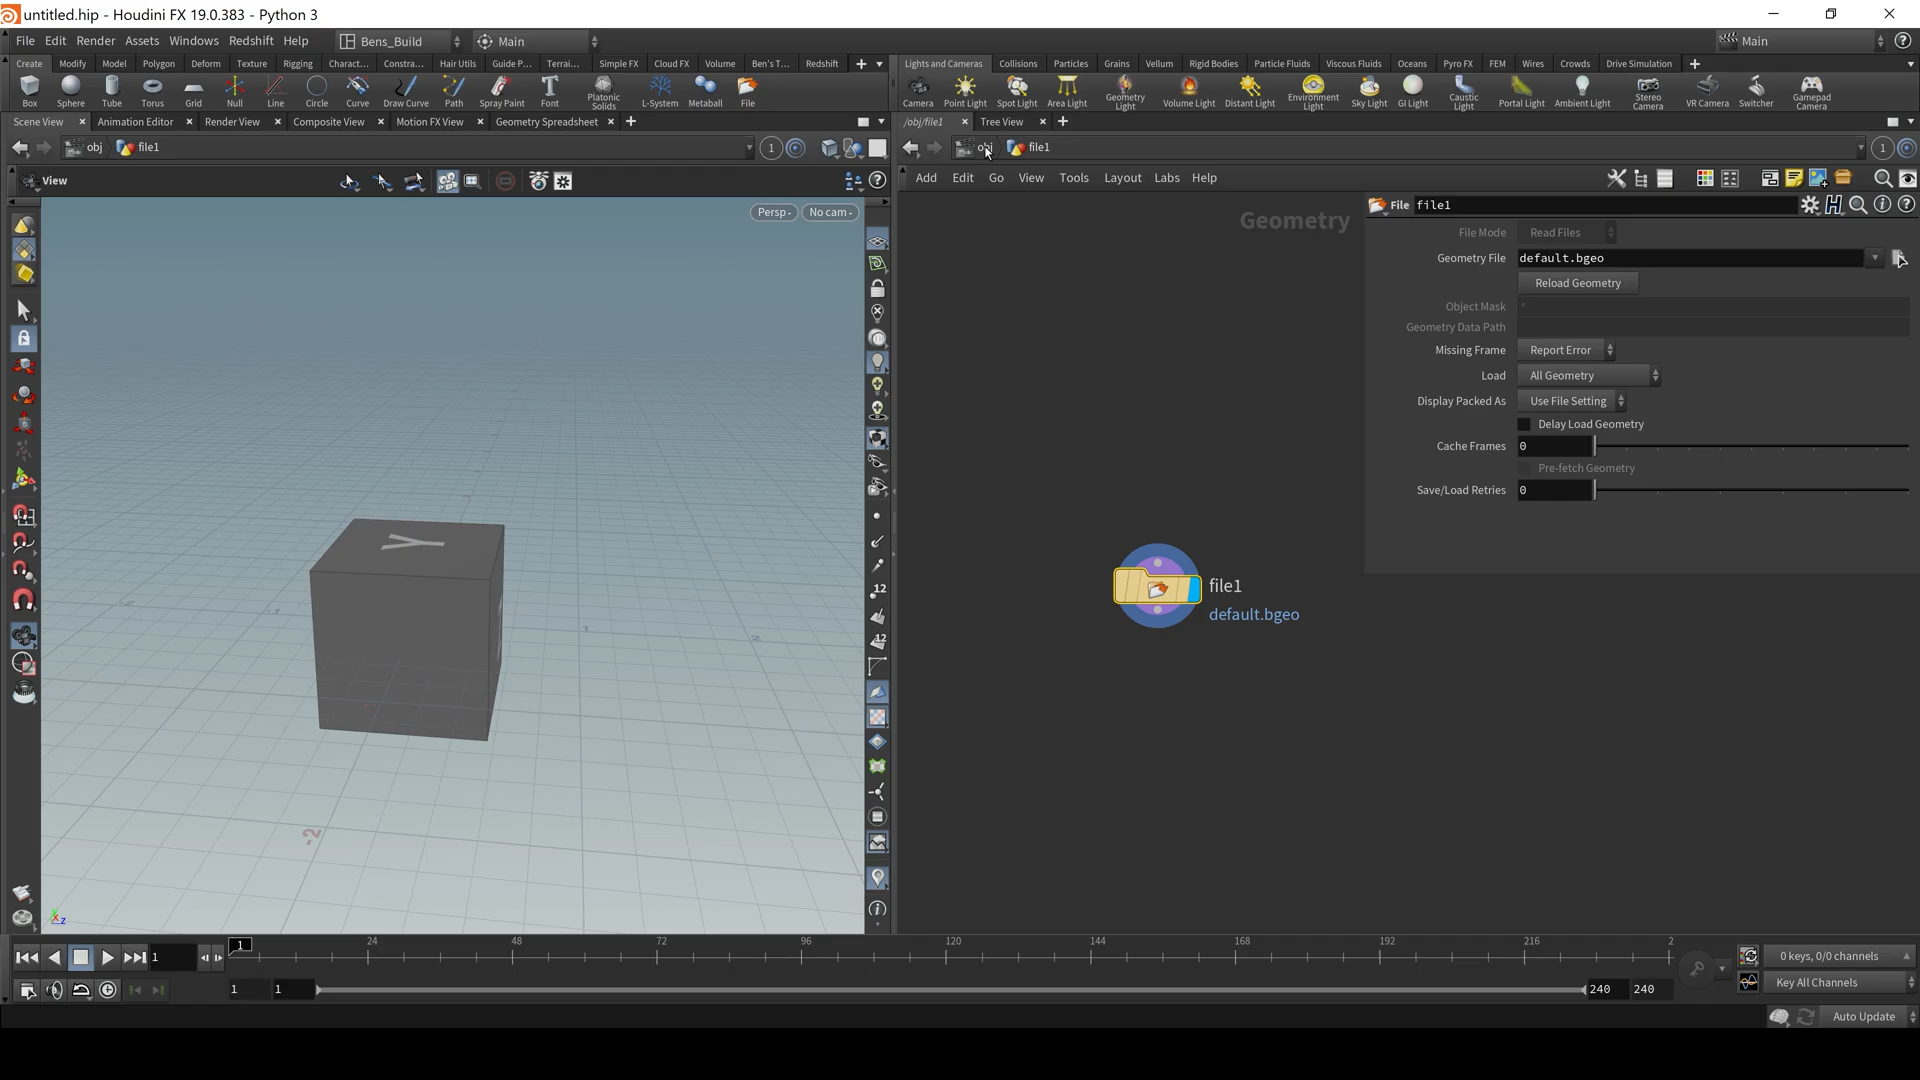 untitled.hip - Houdini FX 19.0.383 - Python 3
File Edit Render Assets Windows Redshift Help Bens_Build Main Main
Create Modify Model Polygon Deform Texture Rigging Charact... Constra... Hair Utils Guide P... Terrai... Simple FX Cloud FX Volume Ben's T... Redshift
Lights and Cameras Collisions Particles Grains Vellum Rigid Bodies Particle Fluids Viscous Fluids Oceans Pyro FX FEM Wires Crowds Drive Simulation
Box Sphere Tube Torus Grid Null Line Circle Curve Draw Curve Path Spray Paint Font Platonic Solids L-System Metaball File
Camera Point Light Spot Light Area Light Geometry Light Volume Light Distant Light Environment Light Sky Light GI Light Caustic Light Portal Light Ambient Light Stereo Camera VR Camera Switcher Gamepad Camera
Scene View Animation Editor Render View Composite View Motion FX View Geometry Spreadsheet
/obj/file1 Tree View
obj file1 1
obj file1 1
View
Add Edit Go View Tools Layout Labs Help
Persp No cam
Geometry
File file1
File Mode Read Files
Geometry File default.bgeo
Reload Geometry
Object Mask *
Geometry Data Path
Missing Frame Report Error
Load All Geometry
Display Packed As Use File Setting
Delay Load Geometry
Cache Frames 0
Pre-fetch Geometry
Save/Load Retries 0
file1
default.bgeo
Y
12
12
-2
1
2
-2
-1
z
1 1 24 48 72 96 120 144 168 192 216 2
0 keys, 0/0 channels
1 1 240 240
Key All Channels
Auto Update